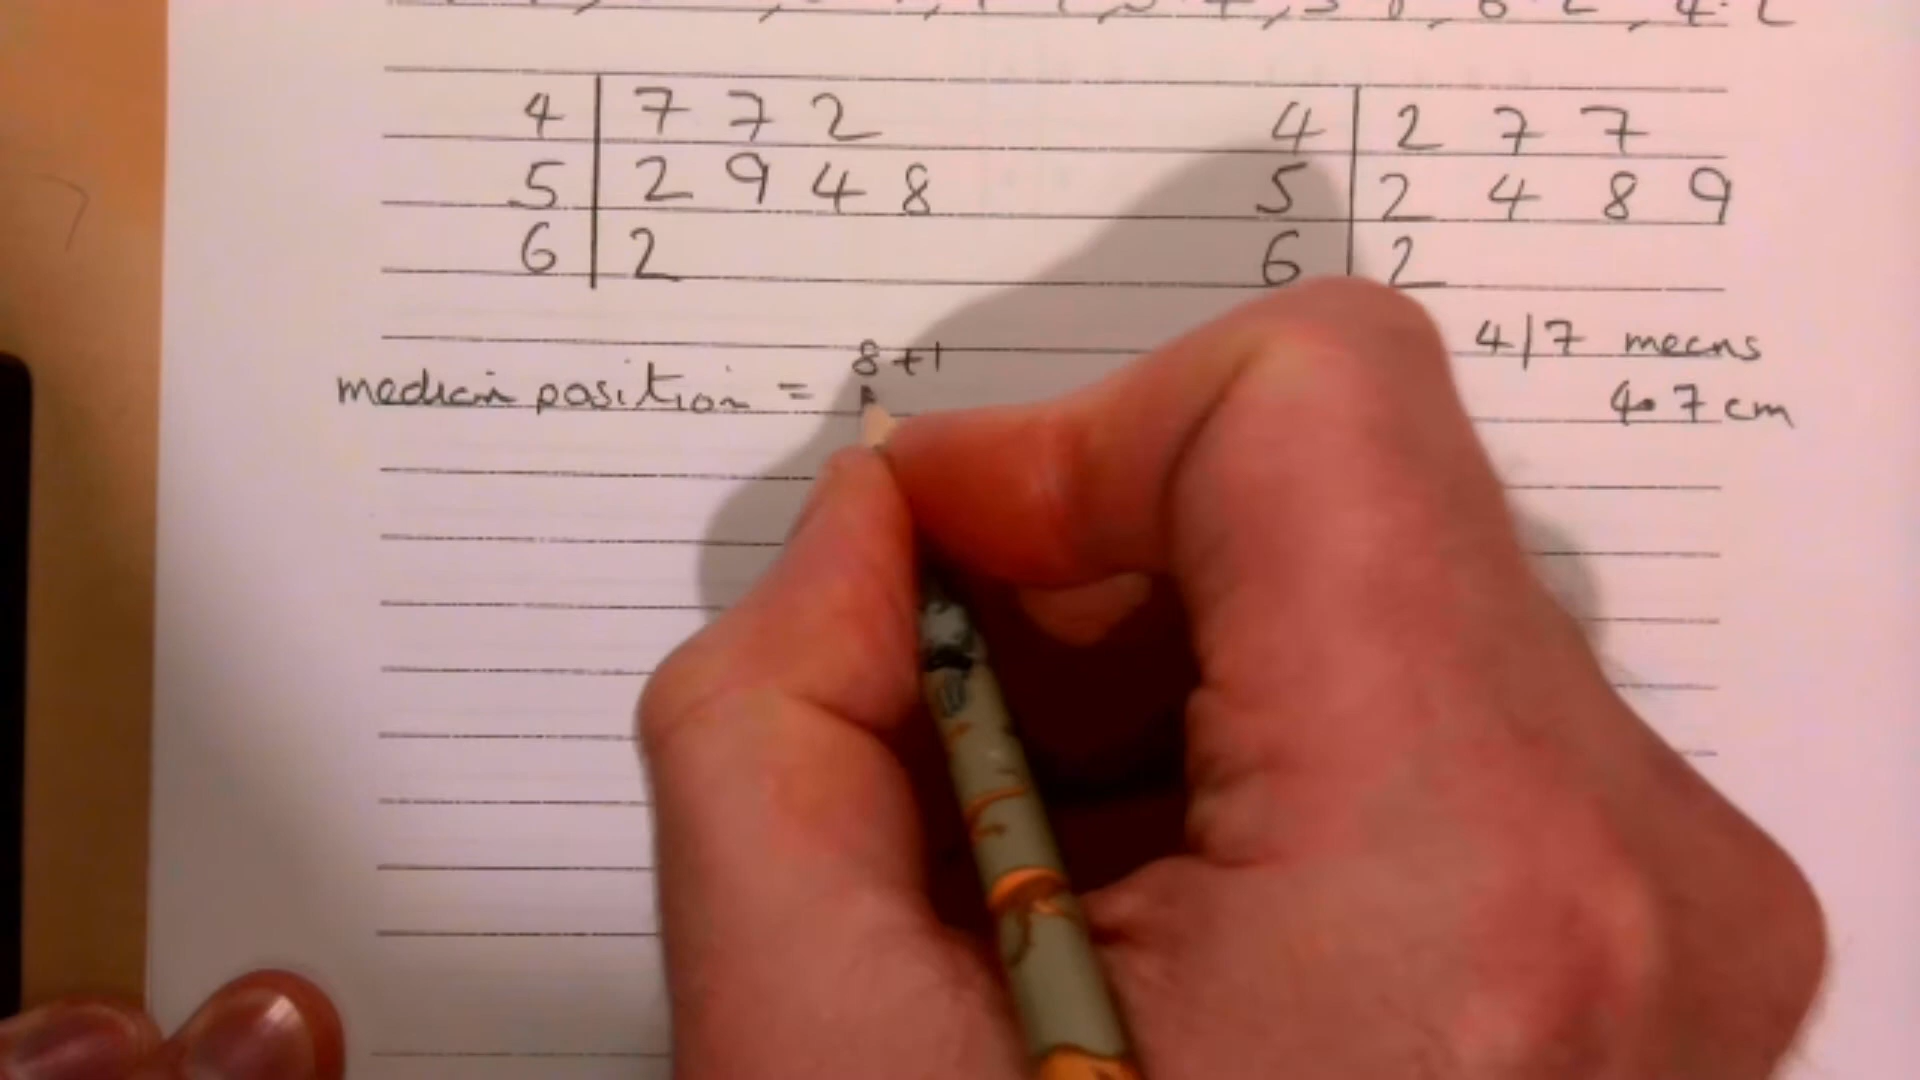 4 | 7 7 2
5 | 2 9 4 8
6 | 2
4 | 2 7 7
5 | 2 4 8 9
6 | 2
4|7 means
4.7 cm
median position = 8+1